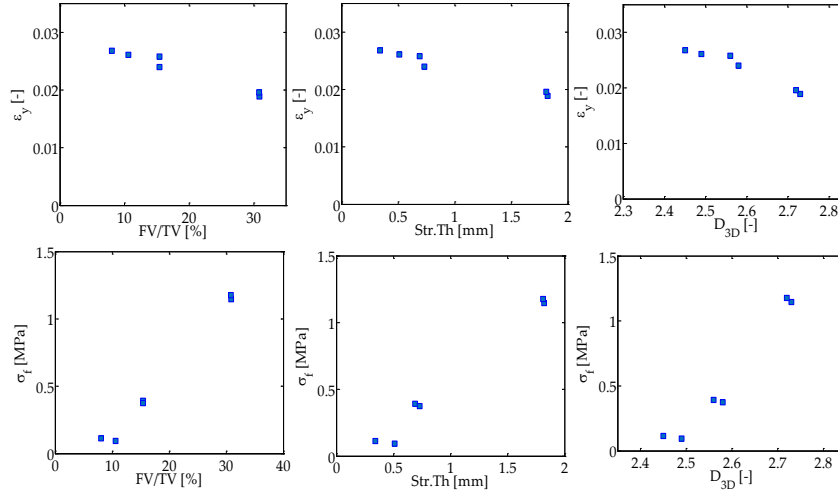 0.03
0.02
0.01
0
ε_y [-]
0 10 20 30
FV/TV [%]
0.03
0.02
0.01
0
ε_y [-]
0 0.5 1 1.5 2
Str.Th [mm]
0.03
0.02
0.01
0
ε_y [-]
2.3 2.4 2.5 2.6 2.7 2.8
D_3D [-]
1.5
1
0.5
0
σ_f [MPa]
0 10 20 30 40
FV/TV [%]
1.5
1
0.5
0
σ_f [MPa]
0 0.5 1 1.5 2
Str.Th [mm]
1.5
1
0.5
0
σ_f [MPa]
2.4 2.5 2.6 2.7 2.8
D_3D [-]